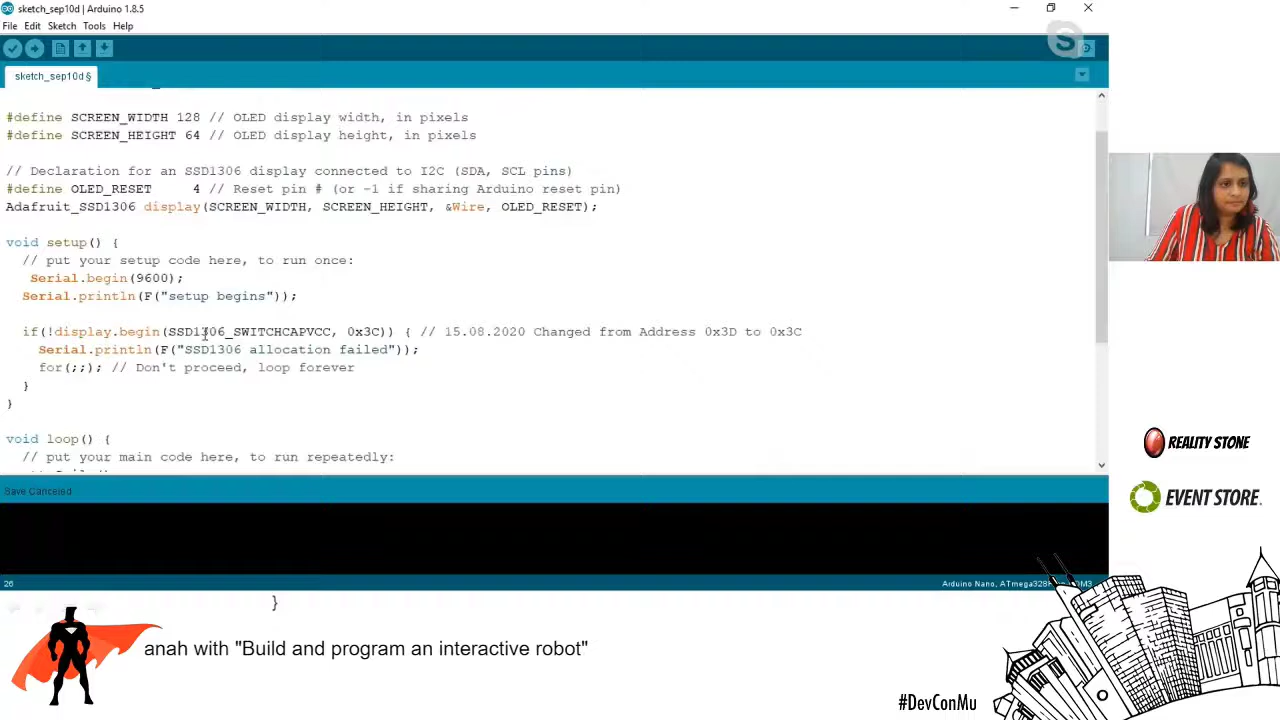 sketch_sep10d | Arduino 1.8.5
File Edit Sketch Tools Help
sketch_sep10d §
#define SCREEN_WIDTH 128 // OLED display width, in pixels
#define SCREEN_HEIGHT 64 // OLED display height, in pixels
// Declaration for an SSD1306 display connected to I2C (SDA, SCL pins)
#define OLED_RESET     4 // Reset pin # (or -1 if sharing Arduino reset pin)
Adafruit_SSD1306 display(SCREEN_WIDTH, SCREEN_HEIGHT, &Wire, OLED_RESET);
void setup() {
// put your setup code here, to run once:
Serial.begin(9600);
Serial.println(F("setup begins"));
if(!display.begin(SSD1306_SWITCHCAPVCC, 0x3C)) { // 15.08.2020 Changed from Address 0x3D to 0x3C
Serial.println(F("SSD1306 allocation failed"));
for(;;); // Don't proceed, loop forever
}
}
void loop() {
// put your main code here, to run repeatedly:
Save Canceled
26
Arduino Nano, ATmega328P
COM3
}
anah with "Build and program an interactive robot"
REALITY STONE
EVENT STORE.
#DevConMu